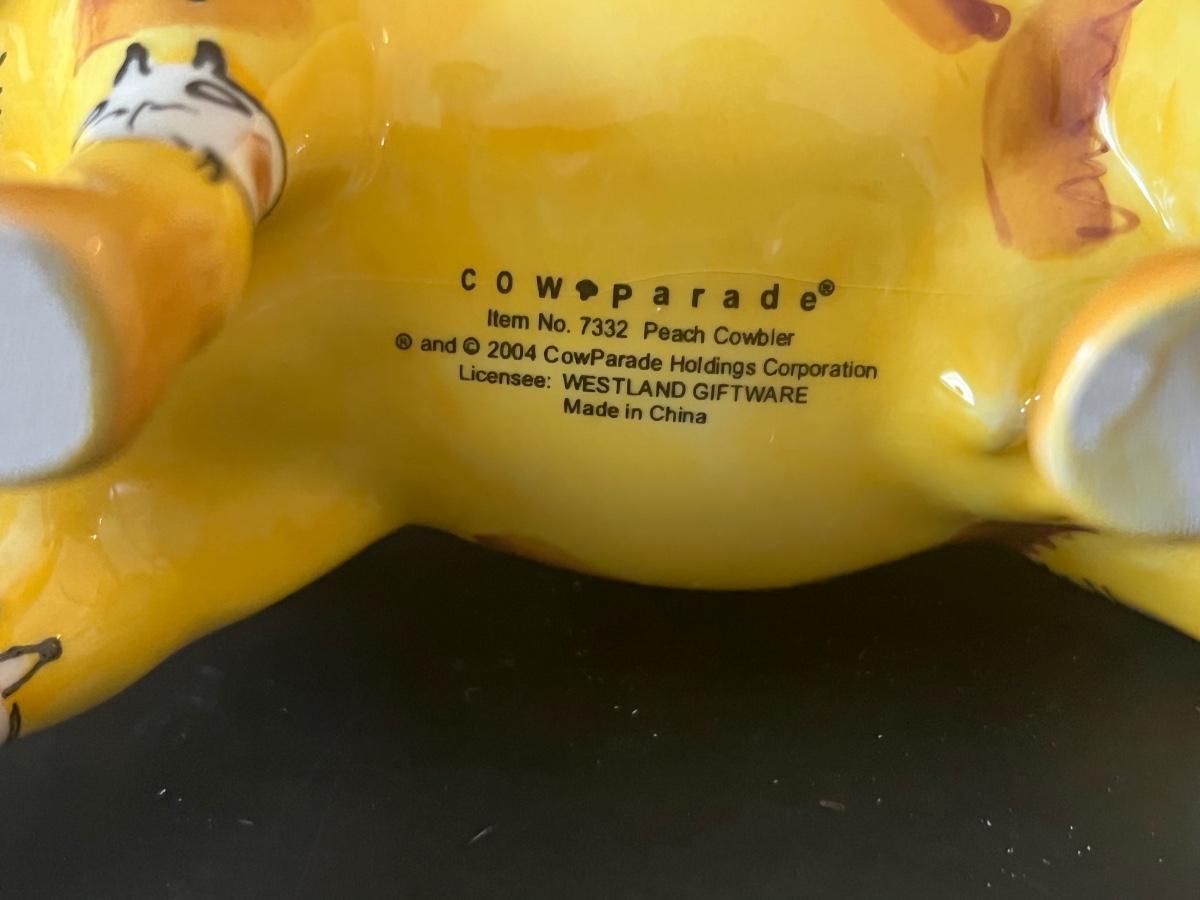 cow parade®
Item No. 7332 Peach Cowbler
® and © 2004 CowParade Holdings Corporation
Licensee: WESTLAND GIFTWARE
Made in China